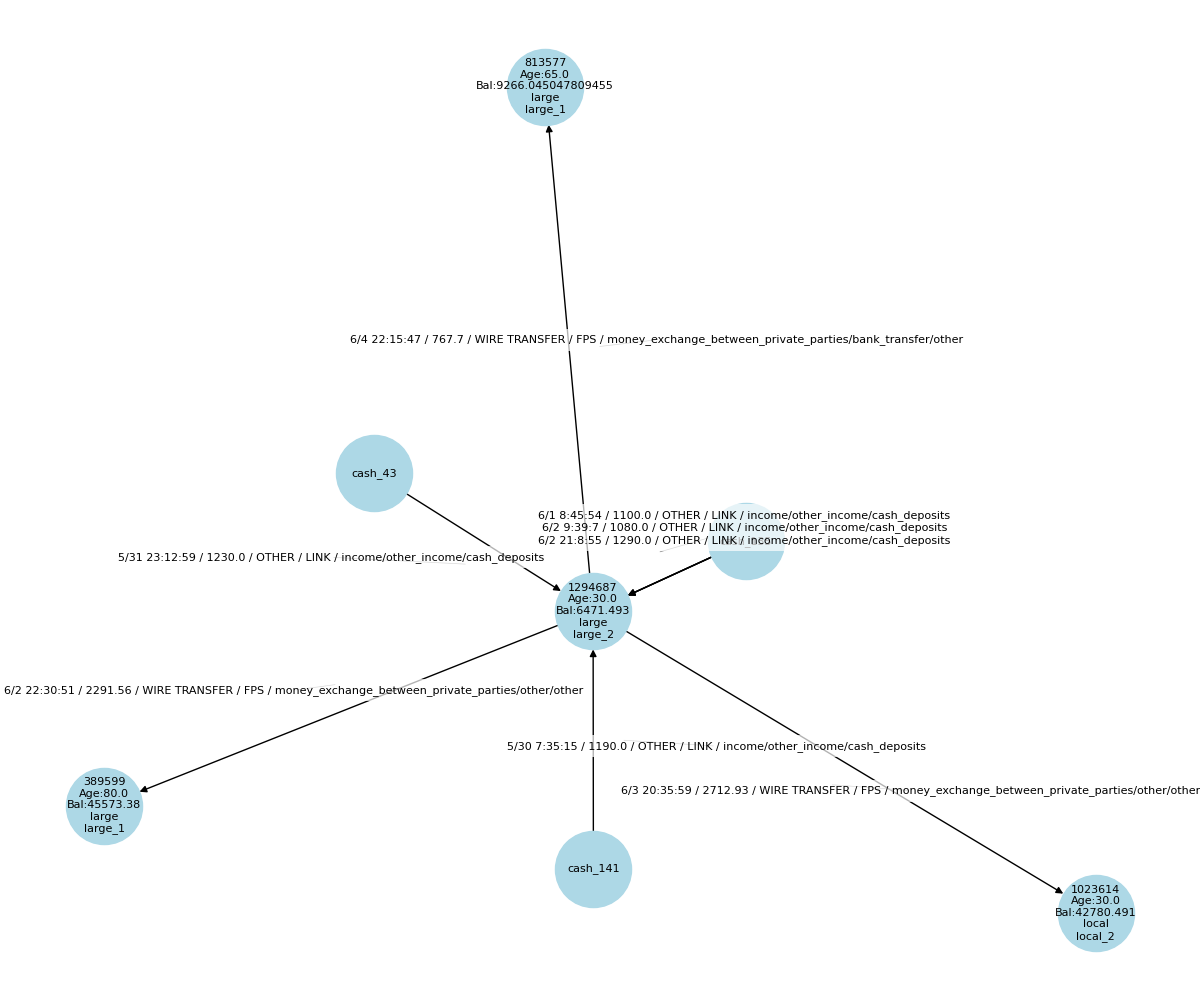 813577
Age:65.0
Bal:9266.045047809455
large
large_1
6/4 22:15:47 / 767.7 / WIRE TRANSFER / FPS / money_exchange_between_private_parties/bank_transfer/other
cash_43
6/1 8:45:54 / 1100.0 / OTHER / LINK / income/other_income/cash_deposits
6/2 9:39:7 / 1080.0 / OTHER / LINK / income/other_income/cash_deposits
6/2 21:8:55 / 1290.0 / OTHER / LINK / income/other_income/cash_deposits
5/31 23:12:59 / 1230.0 / OTHER / LINK / income/other_income/cash_deposits
1294687
Age:30.0
Bal:6471.493
large
large_2
6/2 22:30:51 / 2291.56 / WIRE TRANSFER / FPS / money_exchange_between_private_parties/other/other
5/30 7:35:15 / 1190.0 / OTHER / LINK / income/other_income/cash_deposits
6/3 20:35:59 / 2712.93 / WIRE TRANSFER / FPS / money_exchange_between_private_parties/other/other
389599
Age:80.0
Bal:45573.38
large
large_1
cash_141
1023614
Age:30.0
Bal:42780.491
local
local_2